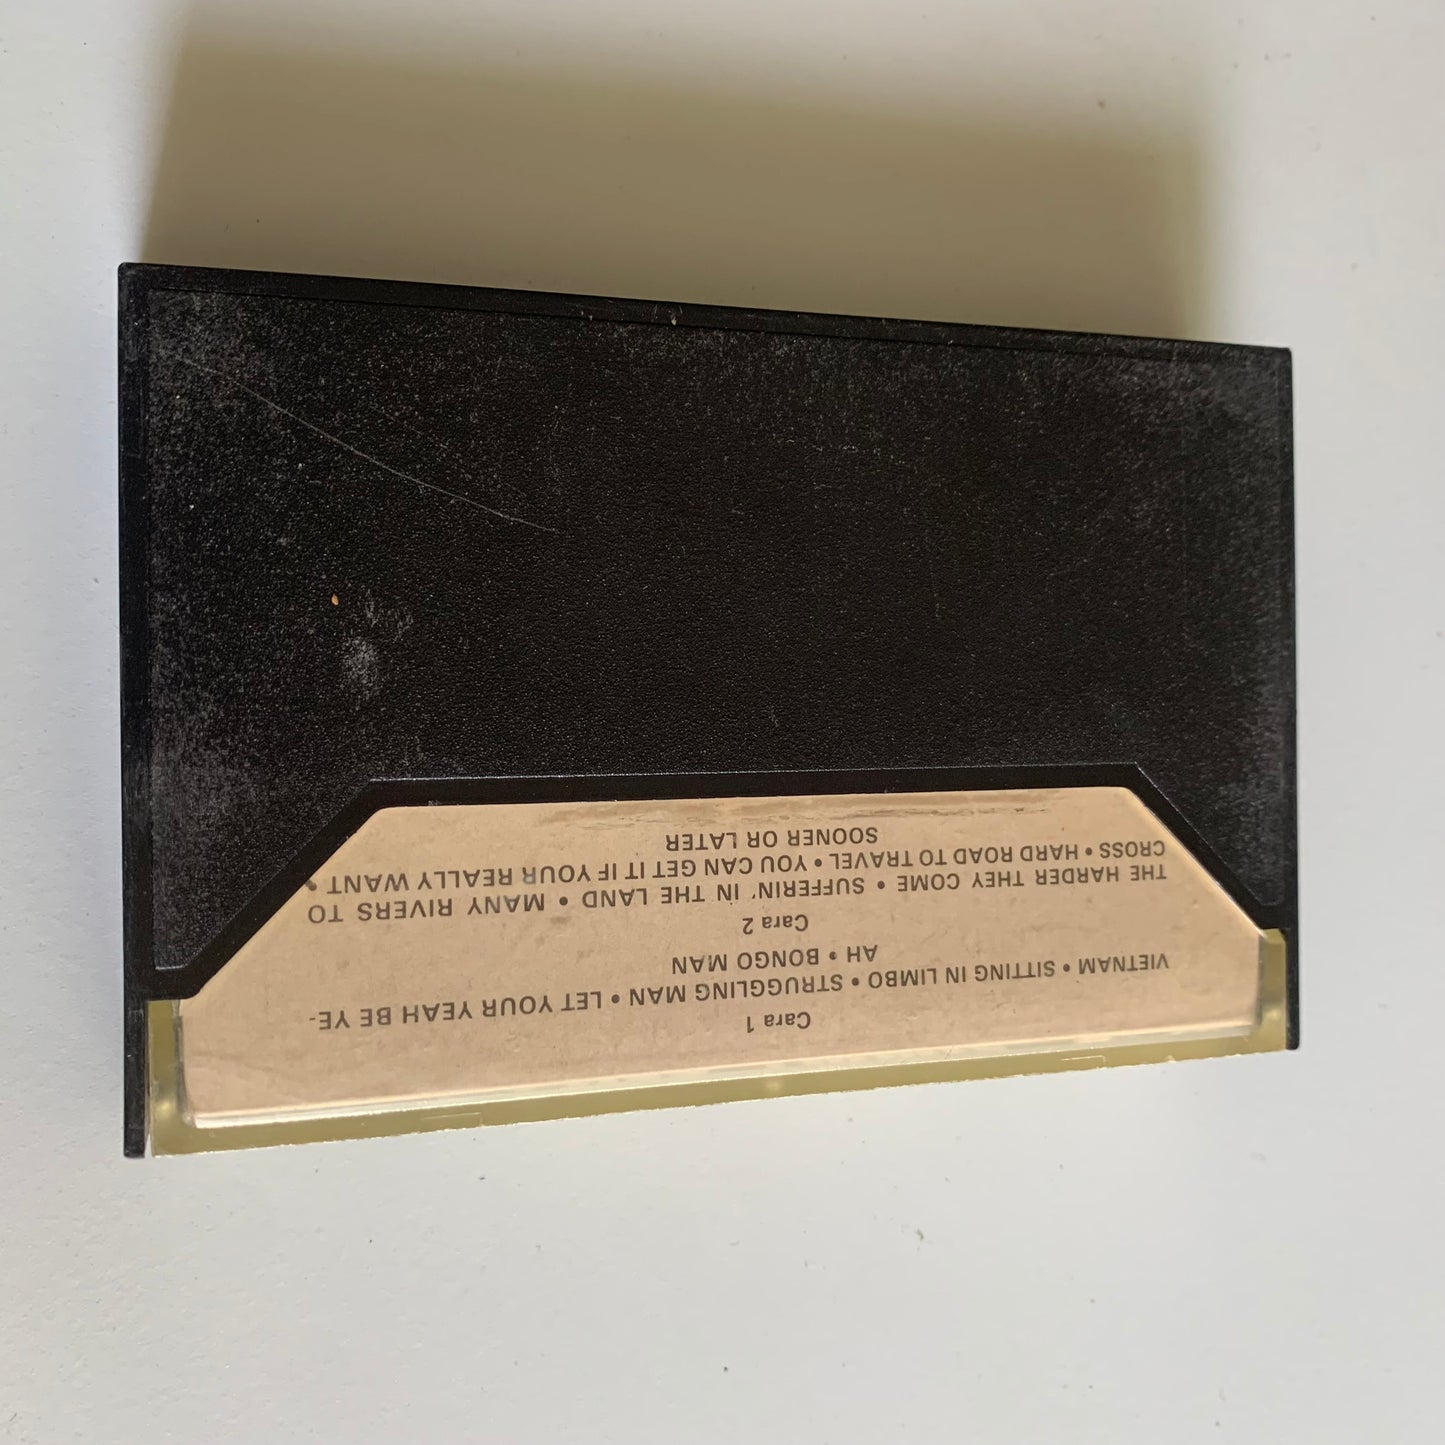 Cara 1
VIETNAM • SITTING IN LIMBO • STRUGGLING MAN • LET YOUR YEAH BE YE-
AH • BONGO MAN
Cara 2
THE HARDER THEY COME • SUFFERIN' IN THE LAND • MANY RIVERS TO
CROSS • HARD ROAD TO TRAVEL • YOU CAN GET IT IF YOUR REALLY WANT •
SOONER OR LATER